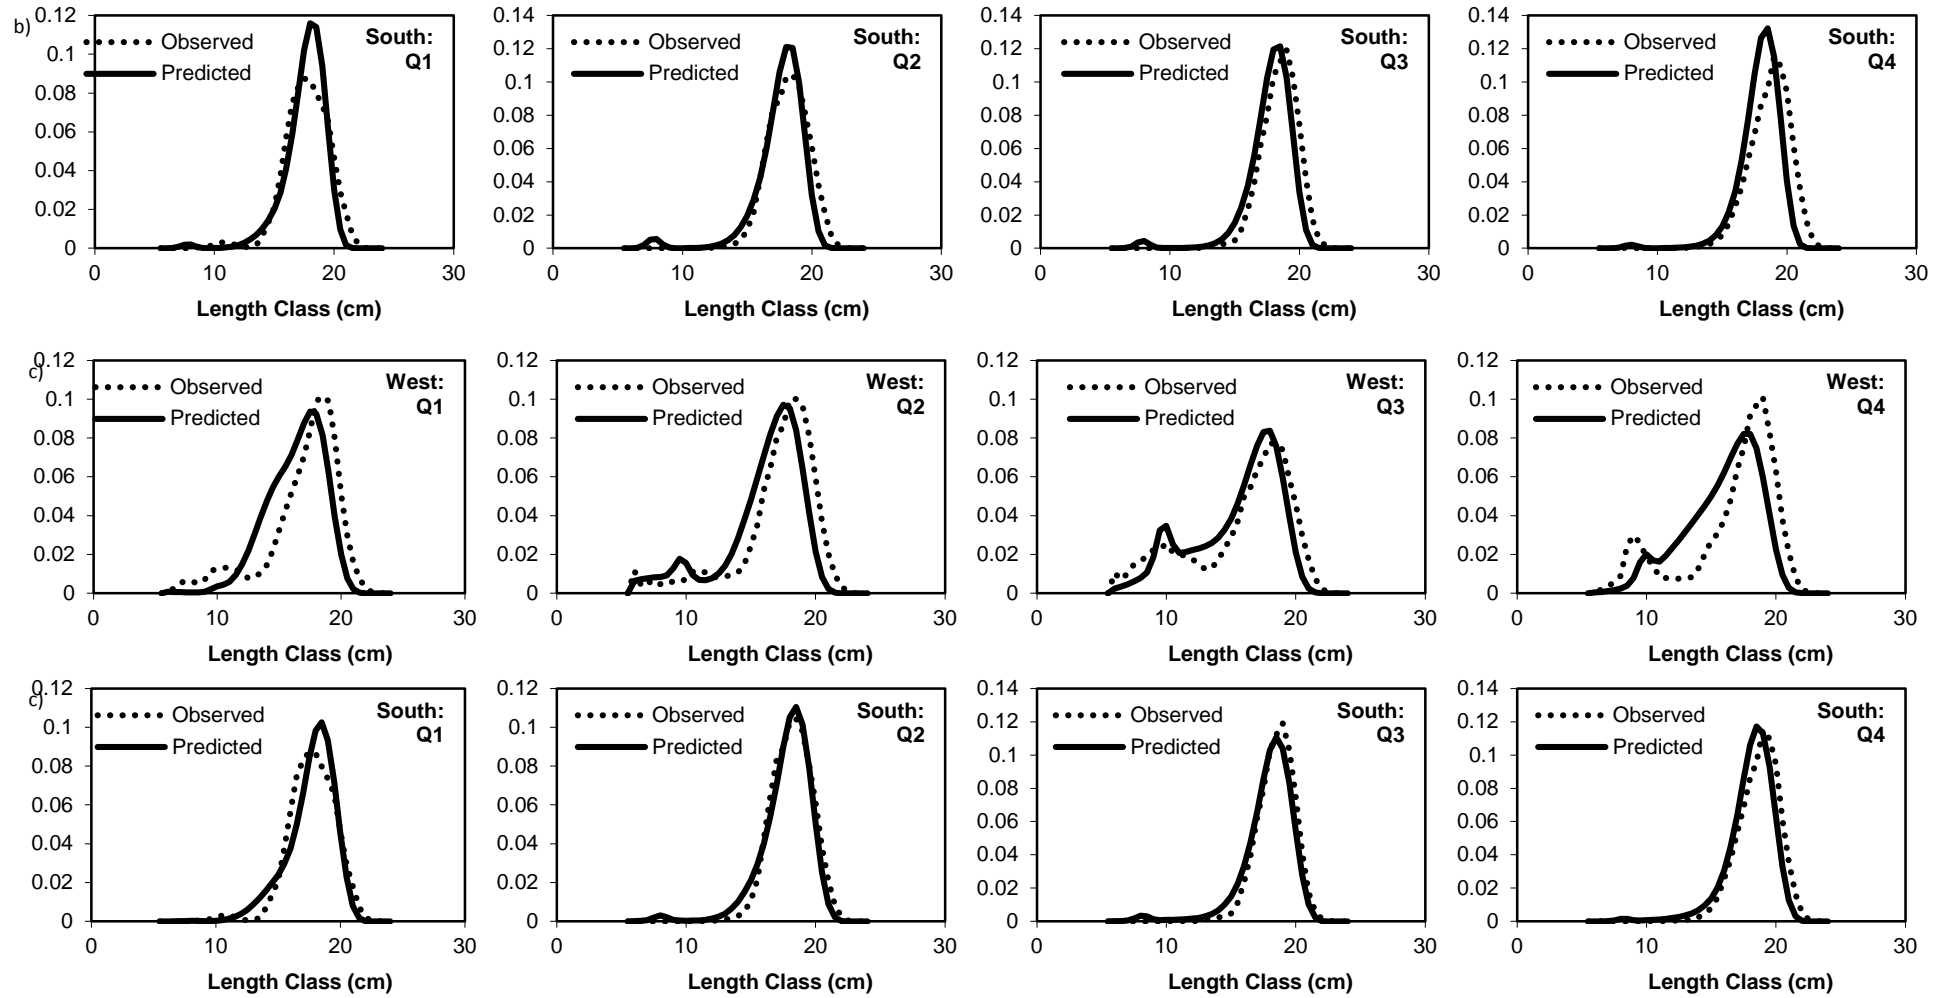 b)
0.12
0.1
0.08
0.06
0.04
0.02
0
0 10 20 30
Observed
Predicted
South:
Q1
Length Class (cm)
0.14
0.12
0.1
0.08
0.06
0.04
0.02
0
0 10 20 30
Observed
Predicted
South:
Q2
Length Class (cm)
0.14
0.12
0.1
0.08
0.06
0.04
0.02
0
0 10 20 30
Observed
Predicted
South:
Q3
Length Class (cm)
0.14
0.12
0.1
0.08
0.06
0.04
0.02
0
0 10 20 30
Observed
Predicted
South:
Q4
Length Class (cm)
c)
0.12
0.1
0.08
0.06
0.04
0.02
0
0 10 20 30
Observed
Predicted
West:
Q1
Length Class (cm)
0.12
0.1
0.08
0.06
0.04
0.02
0
0 10 20 30
Observed
Predicted
West:
Q2
Length Class (cm)
0.12
0.1
0.08
0.06
0.04
0.02
0
0 10 20 30
Observed
Predicted
West:
Q3
Length Class (cm)
0.12
0.1
0.08
0.06
0.04
0.02
0
0 10 20 30
Observed
Predicted
West:
Q4
Length Class (cm)
c)
0.12
0.1
0.08
0.06
0.04
0.02
0
0 10 20 30
Observed
Predicted
South:
Q1
Length Class (cm)
0.12
0.1
0.08
0.06
0.04
0.02
0
0 10 20 30
Observed
Predicted
South:
Q2
Length Class (cm)
0.14
0.12
0.1
0.08
0.06
0.04
0.02
0
0 10 20 30
Observed
Predicted
South:
Q3
Length Class (cm)
0.14
0.12
0.1
0.08
0.06
0.04
0.02
0
0 10 20 30
Observed
Predicted
South:
Q4
Length Class (cm)